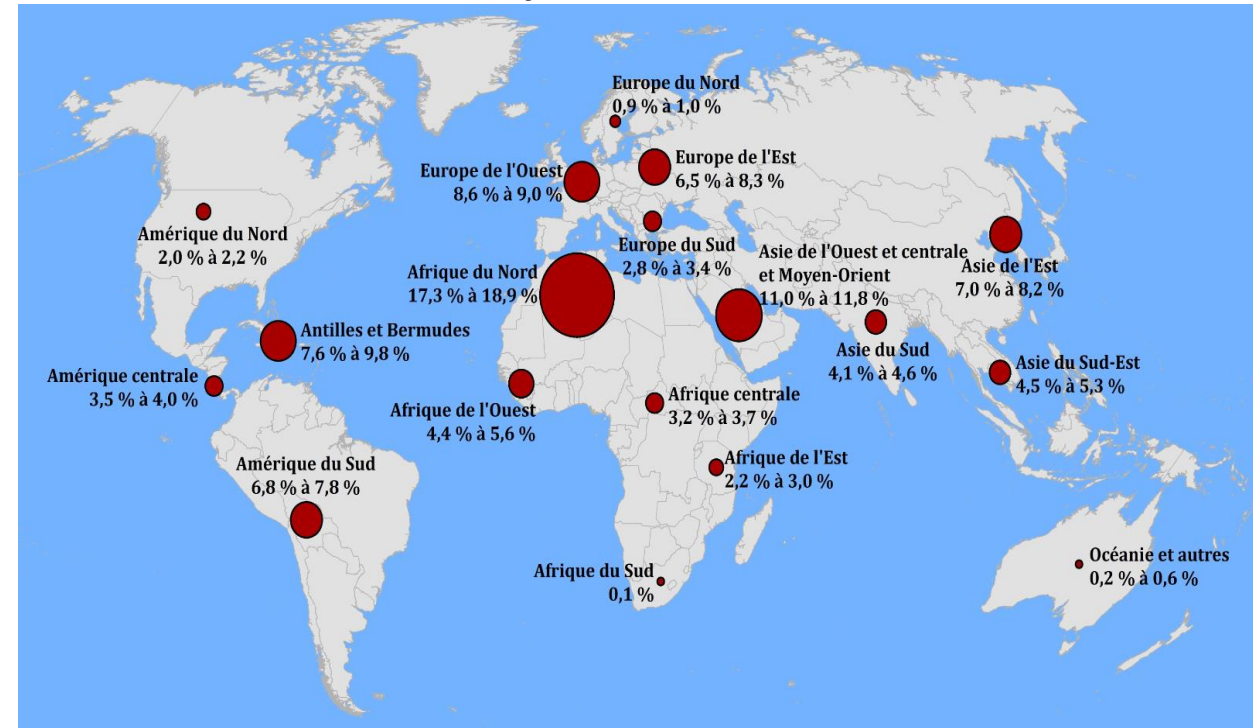 Europe du Nord
0,9 % à 1,0 %
Europe de l'Ouest
8,6 % à 9,0 %
Europe de l'Est
6,5 % à 8,3 %
Amérique du Nord
2,0 % à 2,2 %
Europe du Sud
2,8 % à 3,4 %
Asie de l'Ouest et centrale
et Moyen-Orient
11,0 % à 11,8 %
Asie de l'Est
7,0 % à 8,2 %
Afrique du Nord
17,3 % à 18,9 %
Antilles et Bermudes
7,6 % à 9,8 %
Asie du Sud
4,1 % à 4,6 %
Asie du Sud-Est
4,5 % à 5,3 %
Amérique centrale
3,5 % à 4,0 %
Afrique de l'Ouest
4,4 % à 5,6 %
Afrique centrale
3,2 % à 3,7 %
Afrique de l'Est
2,2 % à 3,0 %
Amérique du Sud
6,8 % à 7,8 %
Afrique du Sud
0,1 %
Océanie et autres
0,2 % à 0,6 %